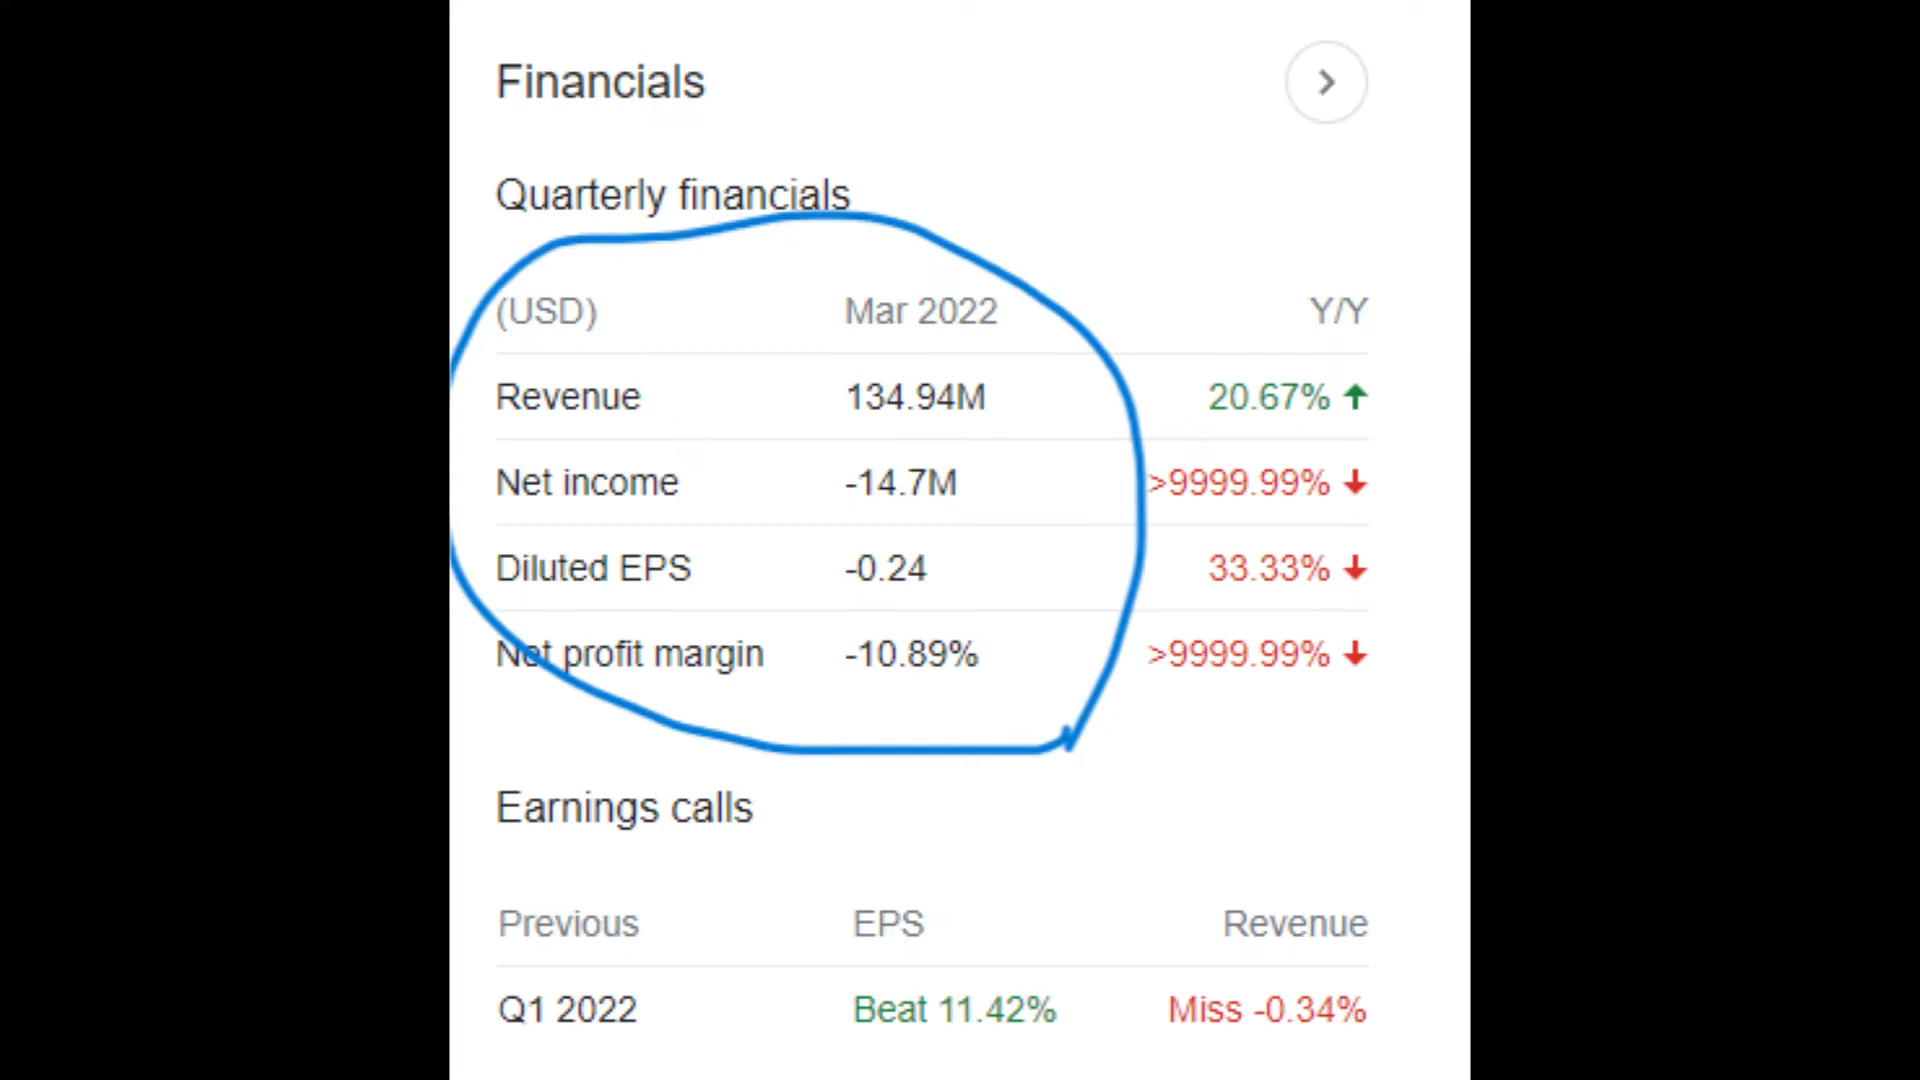 Financials
Quarterly financials
(USD) Mar 2022 Y/Y
Revenue 134.94M 20.67%
Net income -14.7M >9999.99%
Diluted EPS -0.24 33.33%
Net profit margin -10.89% >9999.99%
Earnings calls
Previous EPS Revenue
Q1 2022 Beat 11.42% Miss -0.34%